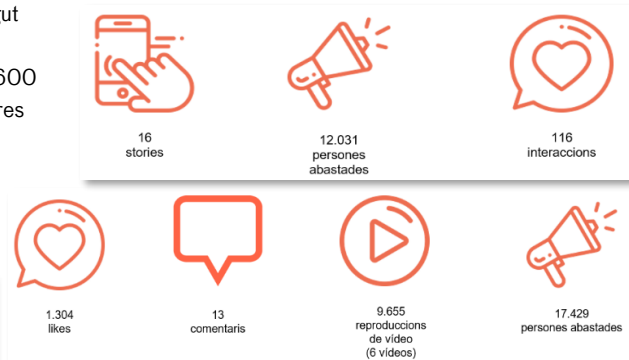 gut
600
res
16
stories
12.031
persones
abastades
116
interaccions
1.304
likes
13
comentaris
9.655
reproduccions
de vídeo
(6 vídeos)
17.429
persones abastades